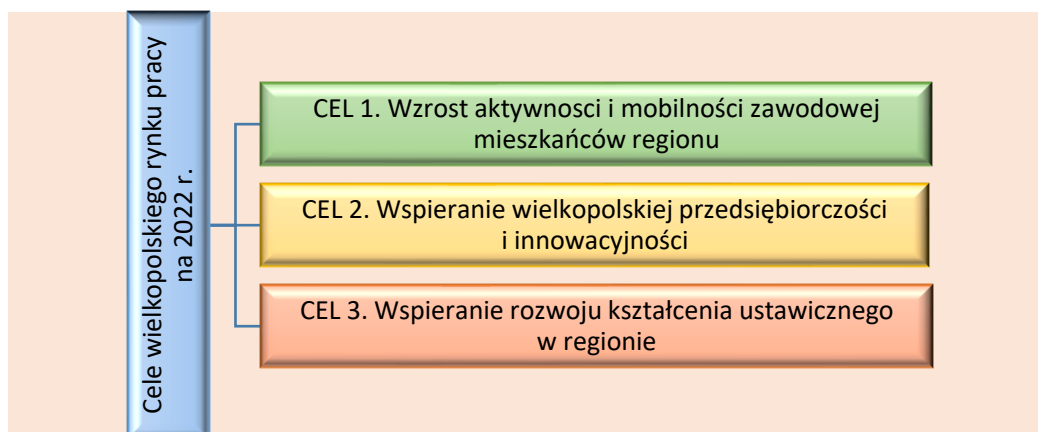 Cele wielkopolskiego rynku pracy
na 2022 r.
CEL 1. Wzrost aktywnosci i mobilności zawodowej
mieszkańców regionu
CEL 2. Wspieranie wielkopolskiej przedsiębiorczości
i innowacyjności
CEL 3. Wspieranie rozwoju kształcenia ustawicznego
w regionie